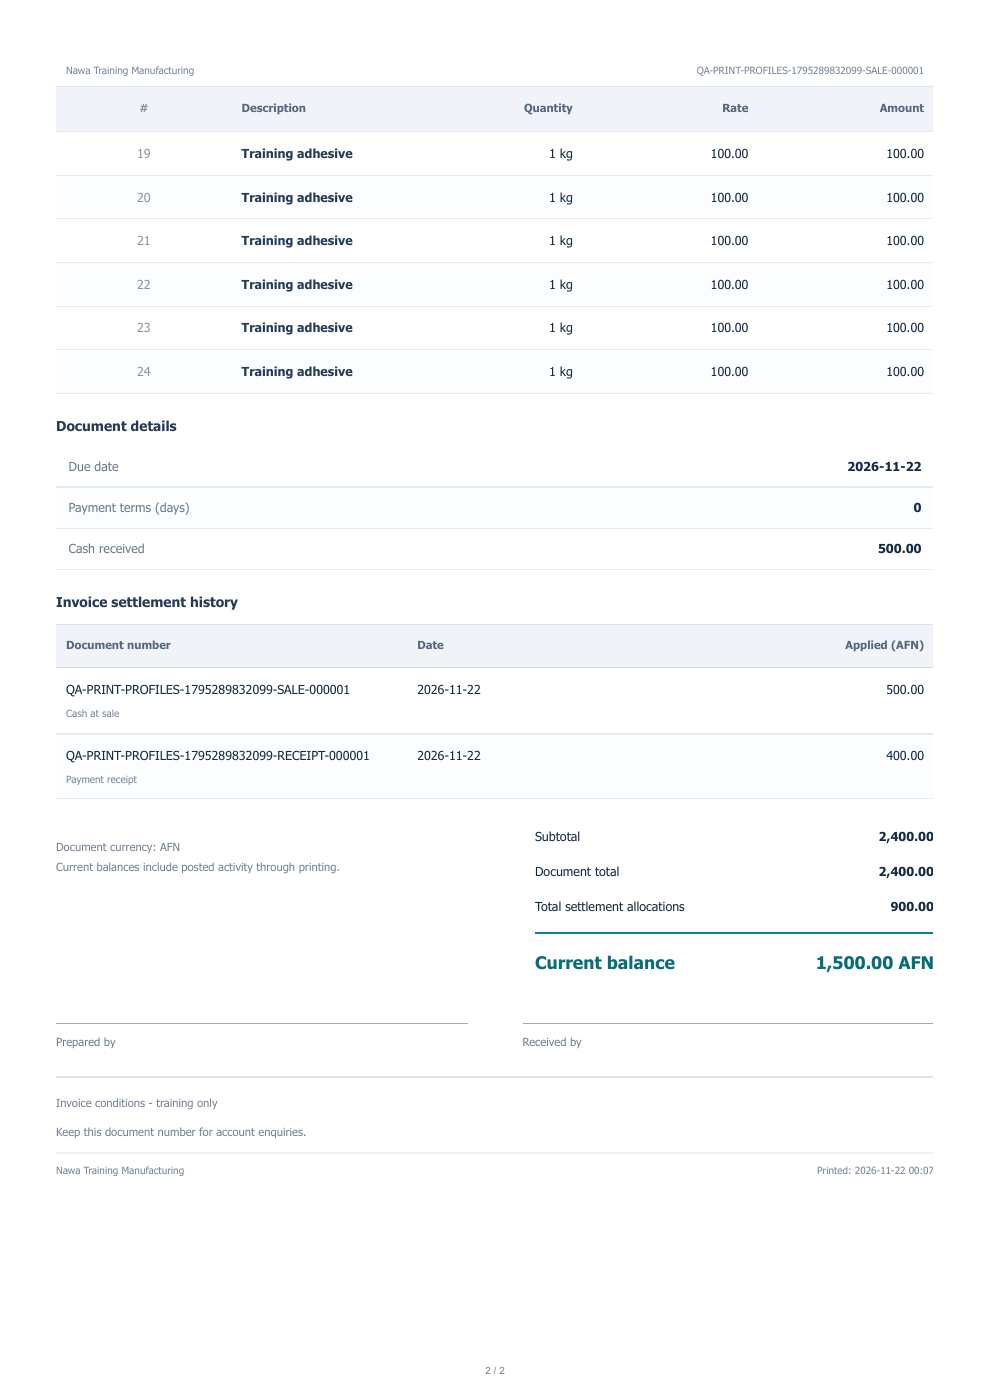 Nawa Training Manufacturing QA-PRINT-PROFILES-1795289832099-SALE-000001
# Description Quantity Rate Amount
19 Training adhesive 1 kg 100.00 100.00
20 Training adhesive 1 kg 100.00 100.00
21 Training adhesive 1 kg 100.00 100.00
22 Training adhesive 1 kg 100.00 100.00
23 Training adhesive 1 kg 100.00 100.00
24 Training adhesive 1 kg 100.00 100.00
Document details
Due date 2026-11-22
Payment terms (days) 0
Cash received 500.00
Invoice settlement history
Document number Date Applied (AFN)
QA-PRINT-PROFILES-1795289832099-SALE-000001 2026-11-22 500.00
Cash at sale
QA-PRINT-PROFILES-1795289832099-RECEIPT-000001 2026-11-22 400.00
Payment receipt
Subtotal 2,400.00
Document currency: AFN
Current balances include posted activity through printing.
Document total 2,400.00
Total settlement allocations 900.00
Current balance 1,500.00 AFN
Prepared by Received by
Invoice conditions - training only
Keep this document number for account enquiries.
Nawa Training Manufacturing Printed: 2026-11-22 00:07
2 / 2